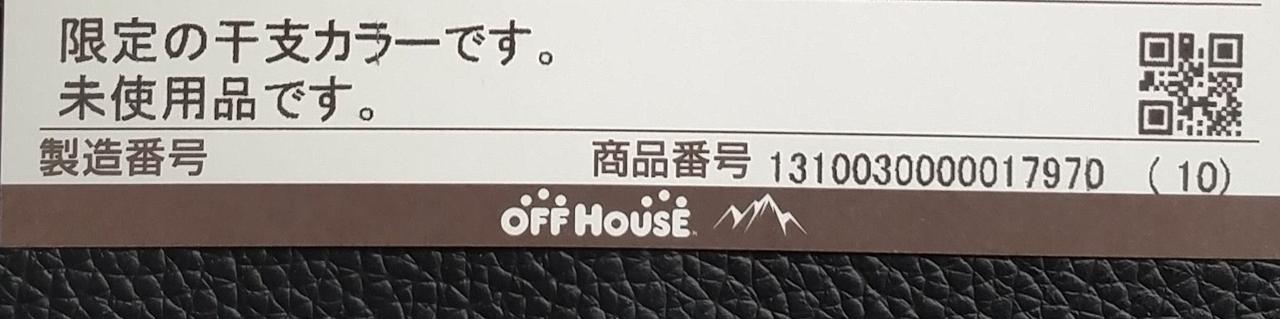 限定の干支カラーです。
未使用品です。
製造番号 商品番号 1310030000017970 (10)
OFF HOUSE